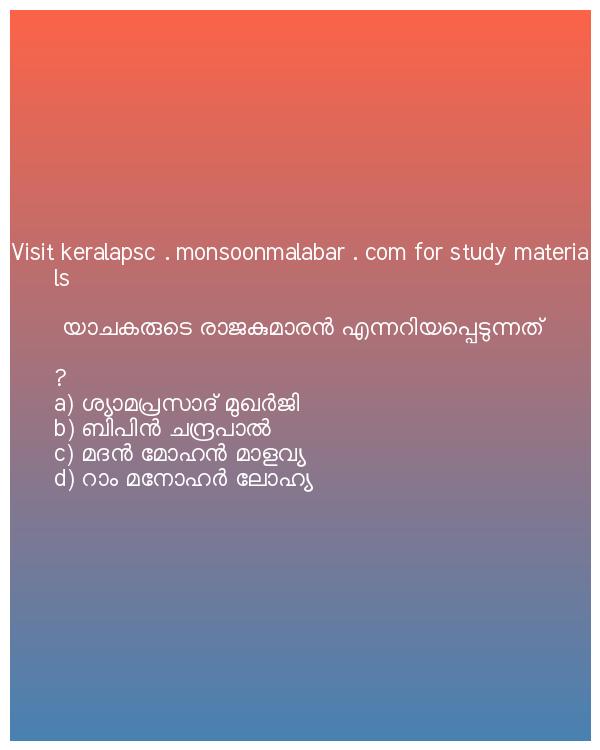 Visit keralapsc . monsoonmalabar . com for study materia
ls
യാചകരുടെ രാജകുമാരൻ എന്നറിയപ്പെടുന്നത്
?
a) ശ്യാമപ്രസാദ് മുഖർജി
b) ബിപിൻ ചന്ദ്രപാൽ
c) മദൻ മോഹൻ മാളവ്യ
d) റാം മനോഹർ ലോഹ്യ